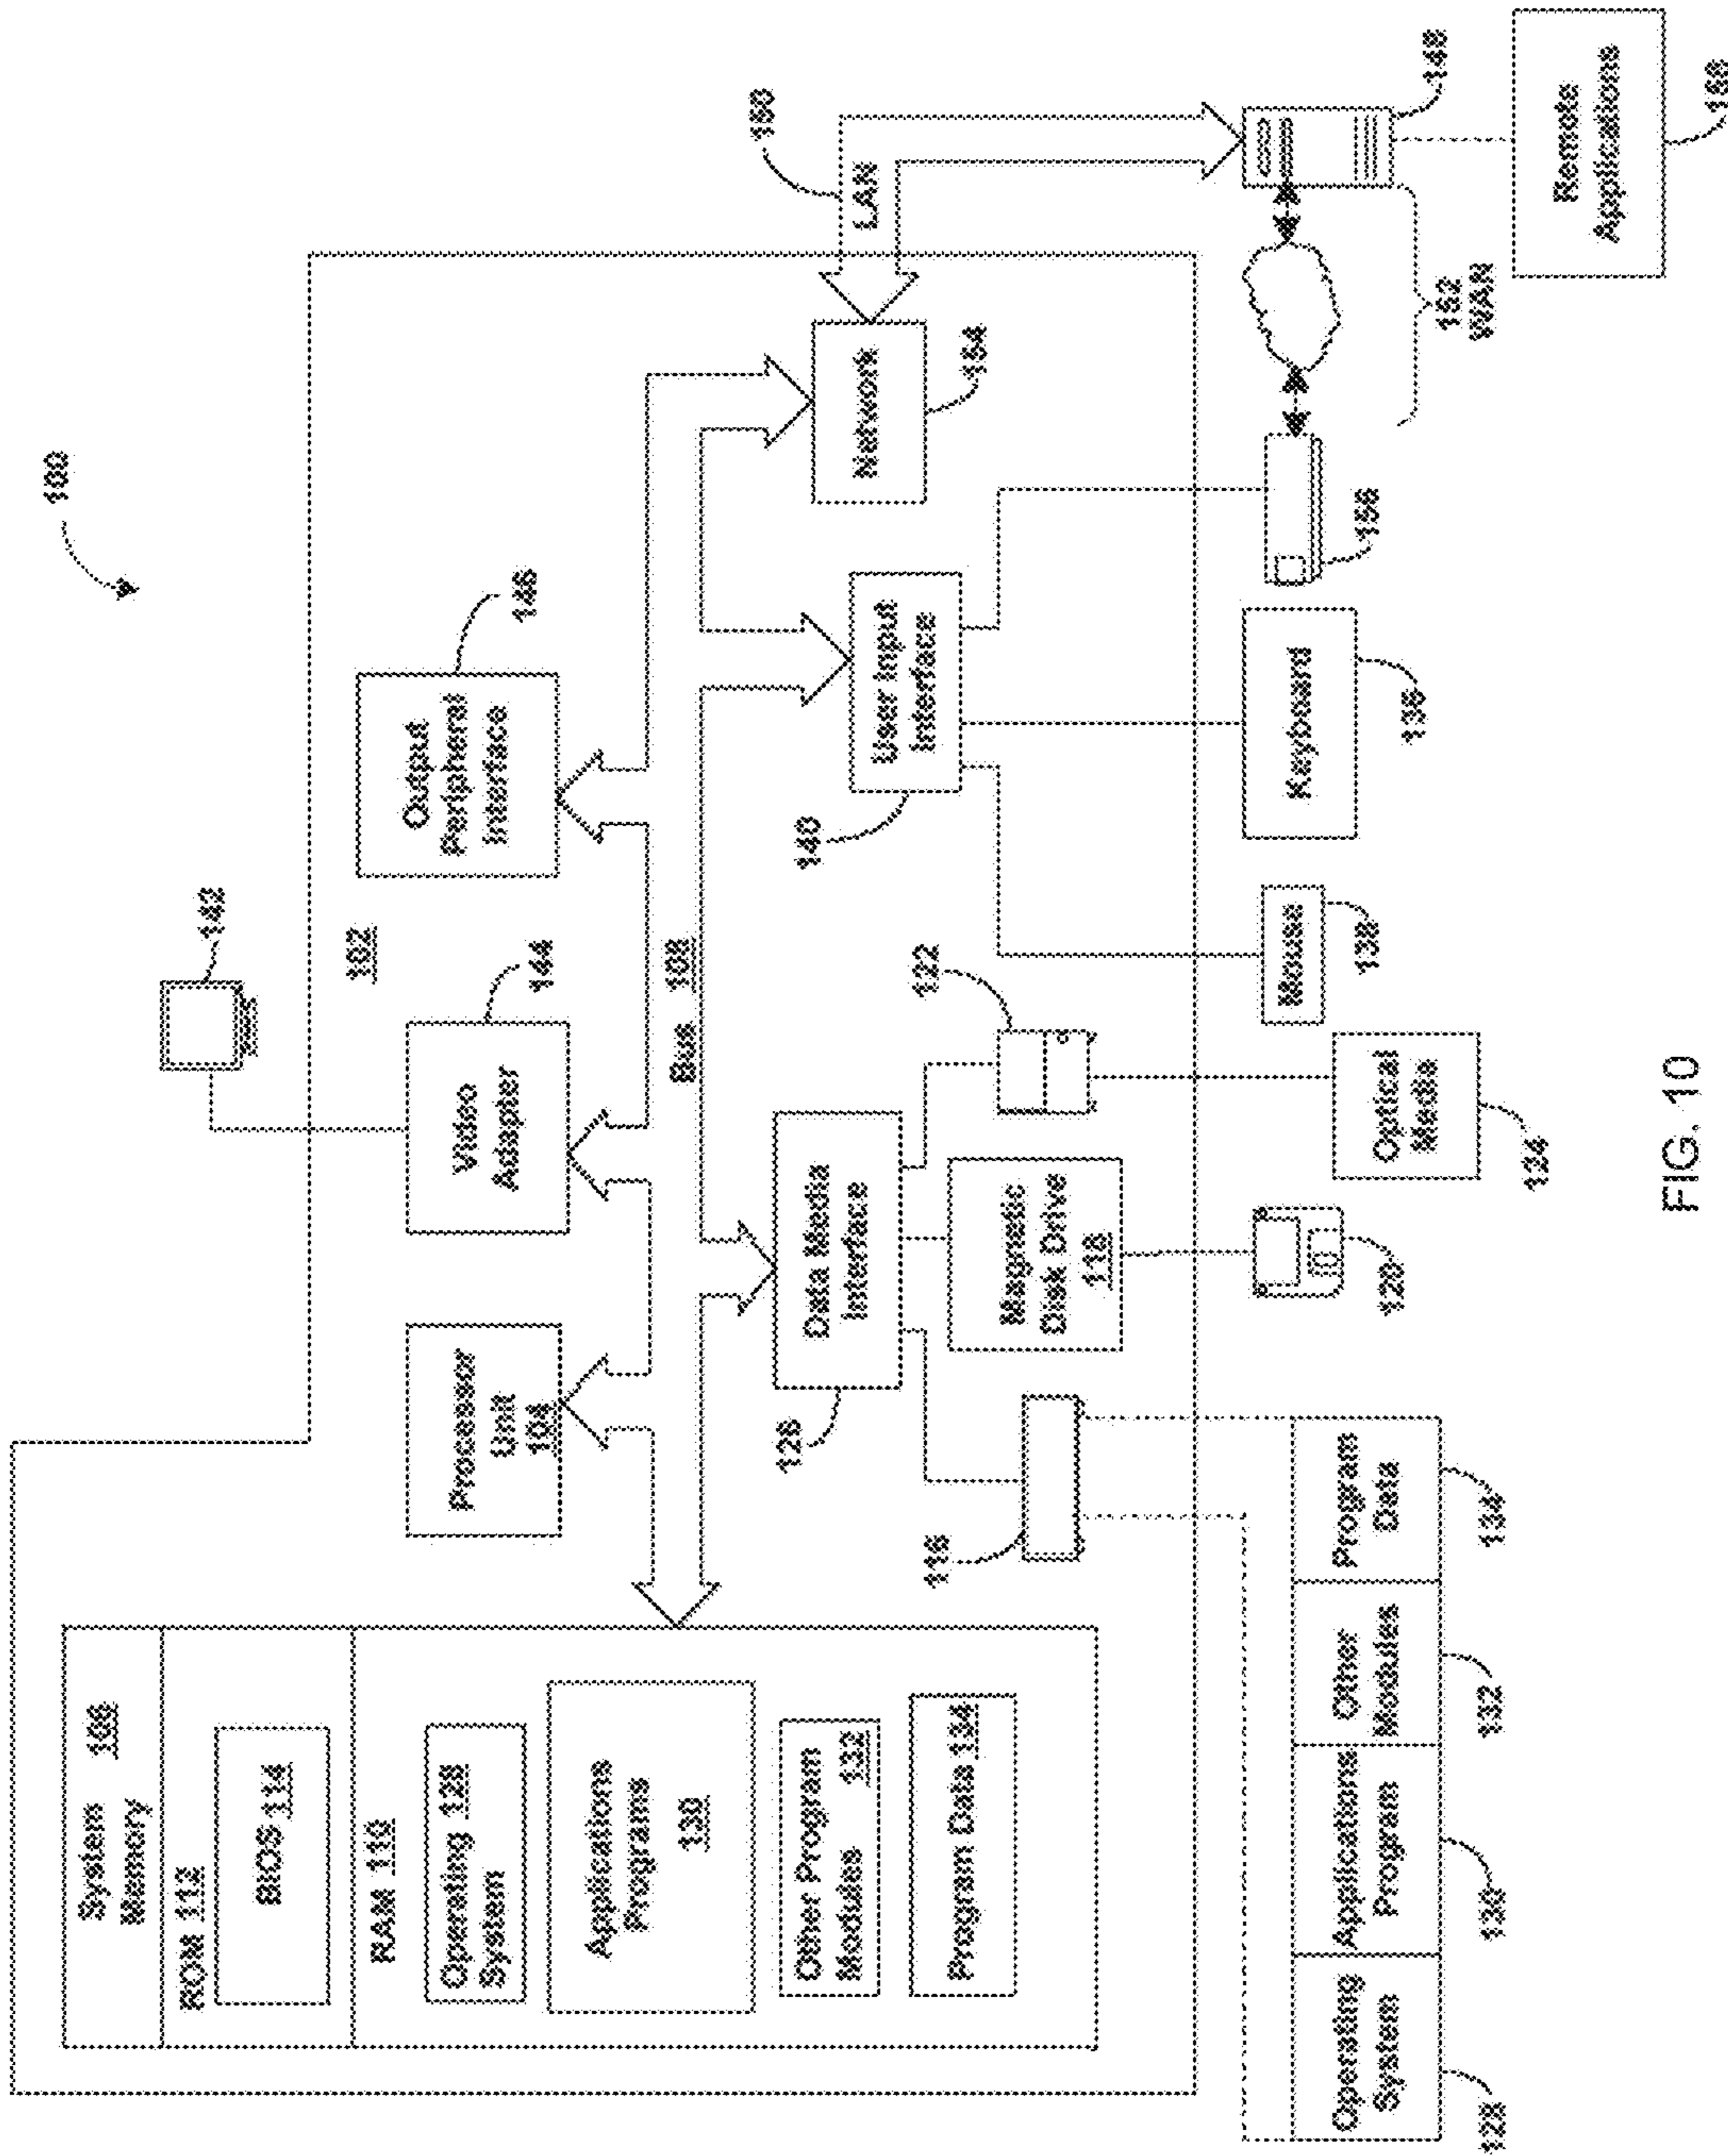 100
142
System 106
Memory
ROM 112
BIOS 114
RAM 110
Operating 128
System
Applications
Programs
130
Other Program
Modules 132
Program Data 134
Processor
Unit
104
Video
Adapter
144
102
Output
Peripheral
Interface
146
Bus 108
150
LAN
Data Media
Interface
126
User Input
Interface
140
Network
154
116
Magnetic
Disk Drive
118
122
120
Optical
Media
124
Mouse
138
Keyboard
136
156
152
WAN
148
Remote
Applications
158
Operating
System
128
Applications
Program
130
Other
Modules
132
Program
Data
134
FIG. 10